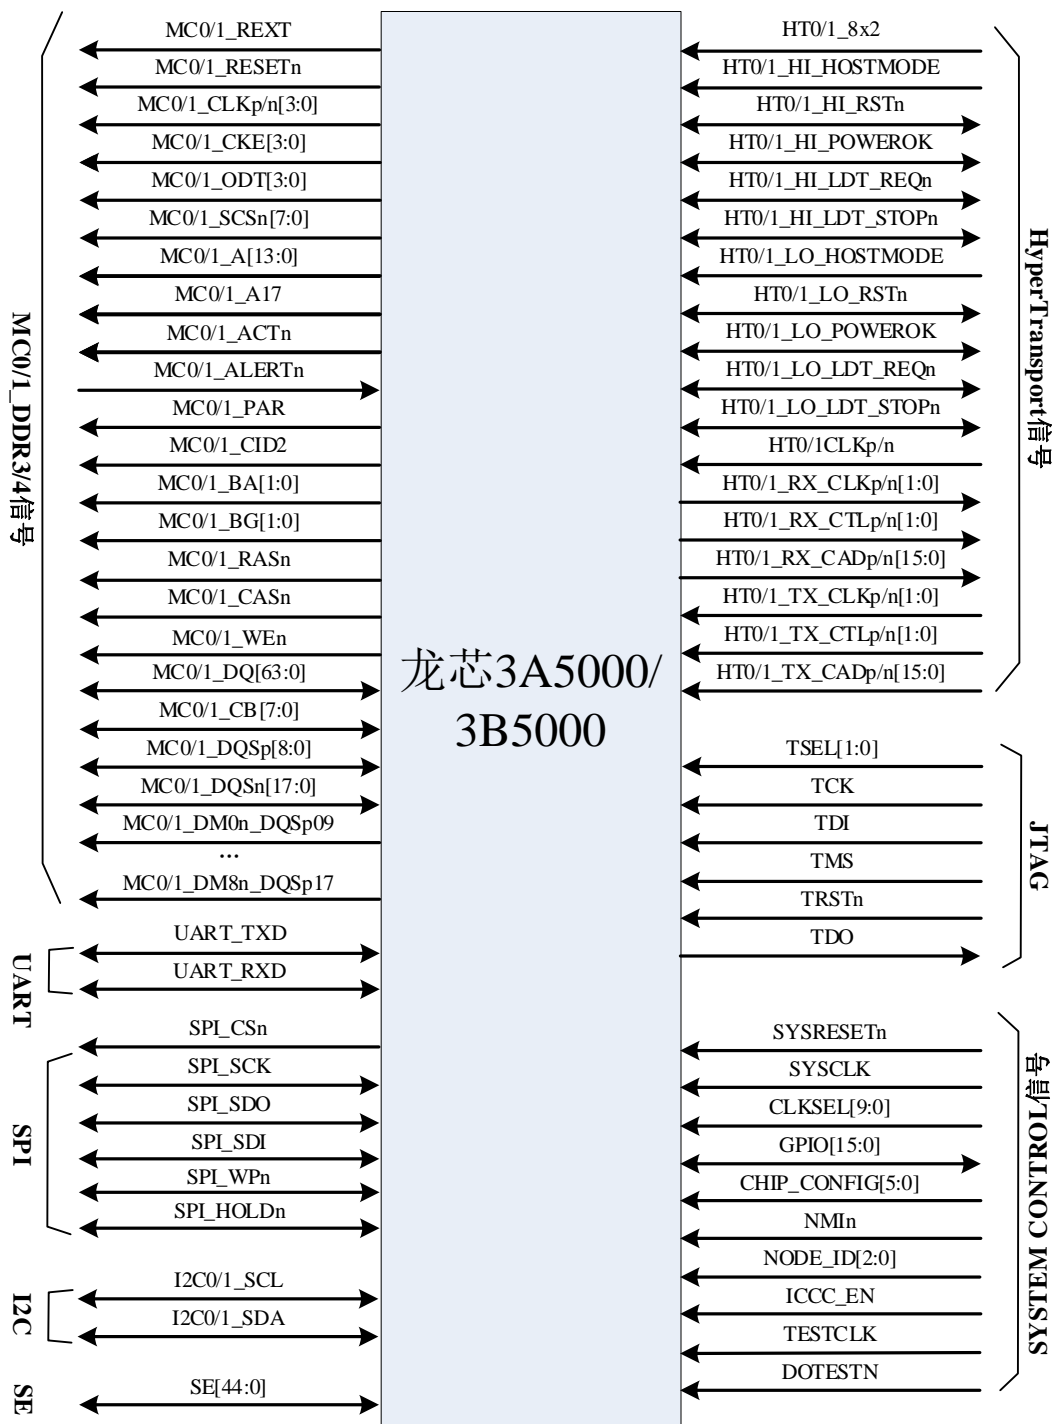 MC0/1_DDR3/4信号
MC0/1_REXT
MC0/1_RESETn
MC0/1_CLKp/n[3:0]
MC0/1_CKE[3:0]
MC0/1_ODT[3:0]
MC0/1_SCSn[7:0]
MC0/1_A[13:0]
MC0/1_A17
MC0/1_ACTn
MC0/1_ALERTn
MC0/1_PAR
MC0/1_CID2
MC0/1_BA[1:0]
MC0/1_BG[1:0]
MC0/1_RASn
MC0/1_CASn
MC0/1_WEn
MC0/1_DQ[63:0]
MC0/1_CB[7:0]
MC0/1_DQSp[8:0]
MC0/1_DQSn[17:0]
MC0/1_DM0n_DQSp09
...
MC0/1_DM8n_DQSp17
UART
UART_TXD
UART_RXD
SPI
SPI_CSn
SPI_SCK
SPI_SDO
SPI_SDI
SPI_WPn
SPI_HOLDn
I2C
I2C0/1_SCL
I2C0/1_SDA
SE
SE[44:0]
龙芯3A5000/
3B5000
HyperTransport信号
HT0/1_8x2
HT0/1_HI_HOSTMODE
HT0/1_HI_RSTn
HT0/1_HI_POWEROK
HT0/1_HI_LDT_REQn
HT0/1_HI_LDT_STOPn
HT0/1_LO_HOSTMODE
HT0/1_LO_RSTn
HT0/1_LO_POWEROK
HT0/1_LO_LDT_REQn
HT0/1_LO_LDT_STOPn
HT0/1CLKp/n
HT0/1_RX_CLKp/n[1:0]
HT0/1_RX_CTLp/n[1:0]
HT0/1_RX_CADp/n[15:0]
HT0/1_TX_CLKp/n[1:0]
HT0/1_TX_CTLp/n[1:0]
HT0/1_TX_CADp/n[15:0]
JTAG
TSEL[1:0]
TCK
TDI
TMS
TRSTn
TDO
SYSTEM CONTROL信号
SYSRESETn
SYSCLK
CLKSEL[9:0]
GPIO[15:0]
CHIP_CONFIG[5:0]
NMIn
NODE_ID[2:0]
ICCC_EN
TESTCLK
DOTESTN